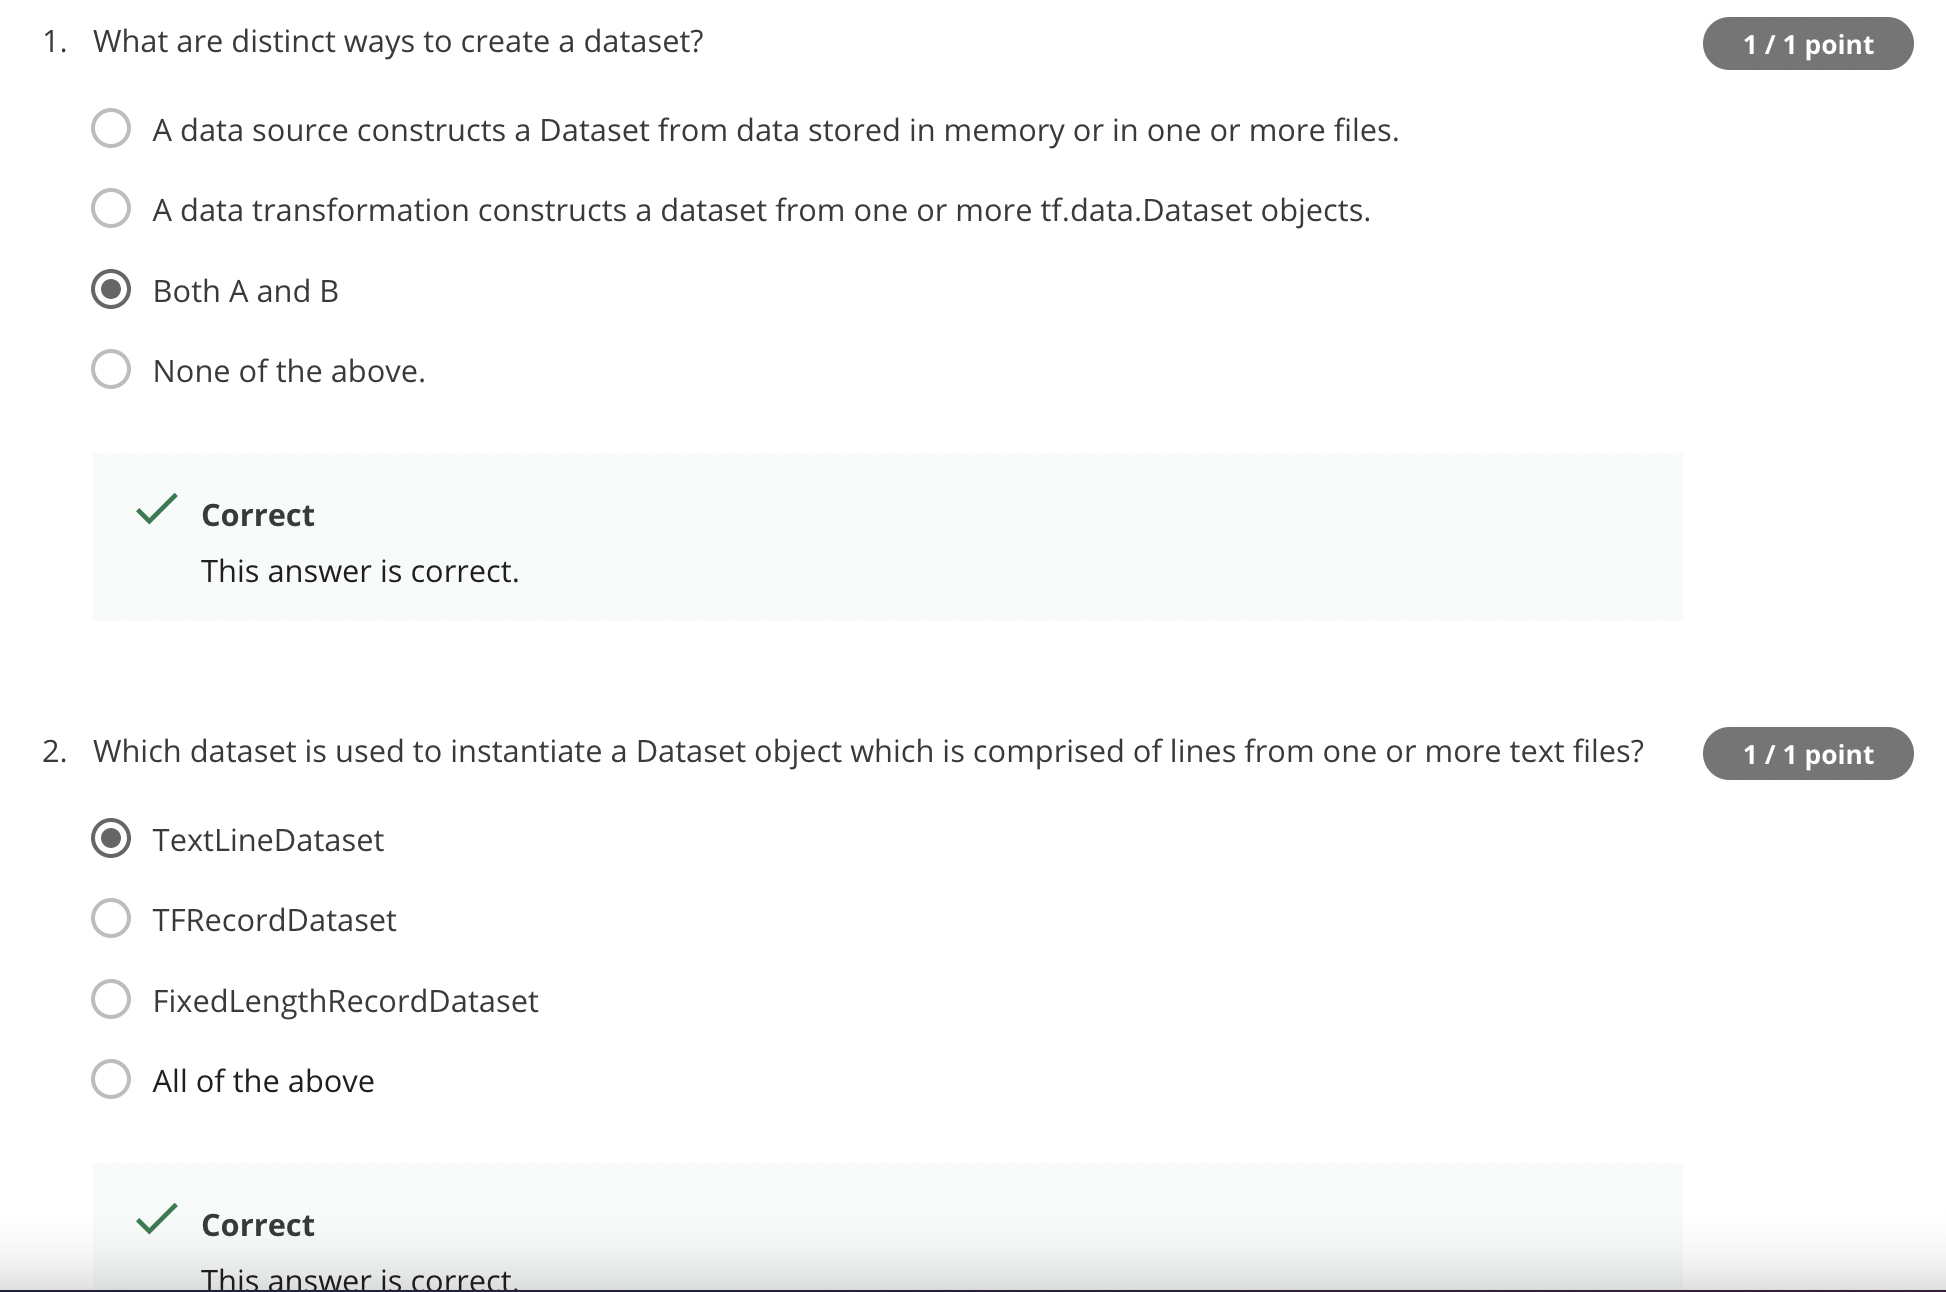 1. What are distinct ways to create a dataset?
1 / 1 point
A data source constructs a Dataset from data stored in memory or in one or more files.
A data transformation constructs a dataset from one or more tf.data.Dataset objects.
Both A and B
None of the above.
Correct
This answer is correct.
2. Which dataset is used to instantiate a Dataset object which is comprised of lines from one or more text files?
1 / 1 point
TextLineDataset
TFRecordDataset
FixedLengthRecordDataset
All of the above
Correct
This answer is correct.